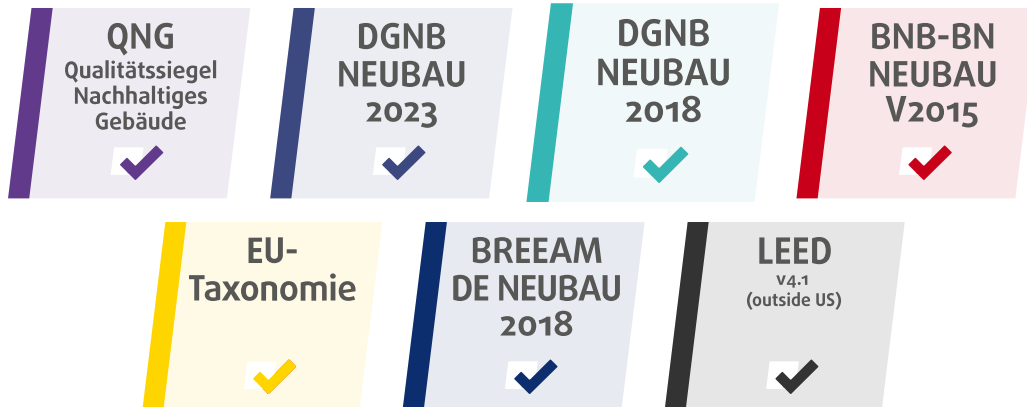 QNG
Qualitätssiegel
Nachhaltiges
Gebäude
DGNB
NEUBAU
2023
DGNB
NEUBAU
2018
BNB-BN
NEUBAU
V2015
EU-
Taxonomie
BREEAM
DE NEUBAU
2018
LEED
v4.1
(outside US)